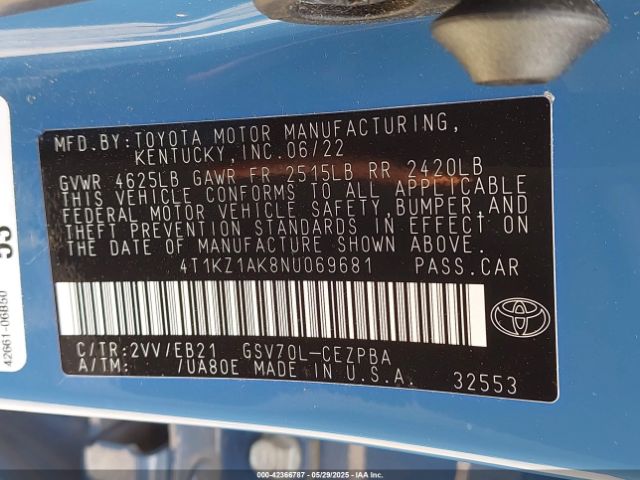 MFD.BY: TOYOTA MOTOR MANUFACTURING,
KENTUCKY, INC. 06/22
GVWR 4625LB GAWR FR 2515LB RR 2420LB
THIS VEHICLE CONFORMS TO ALL APPLICABLE
FEDERAL MOTOR VEHICLE SAFETY, BUMPER, AND
THEFT PREVENTION STANDARDS IN EFFECT ON
THE DATE OF MANUFACTURE SHOWN ABOVE.
4T1KZ1AK8NU069681 PASS.CAR
C/TR:2VV/EB21 GSV70L-CEZPBA
A/TM: /UA80E MADE IN U.S.A.
32553
42661-06B50
53
000-42366787 - 05/29/2025 - IAA Inc.